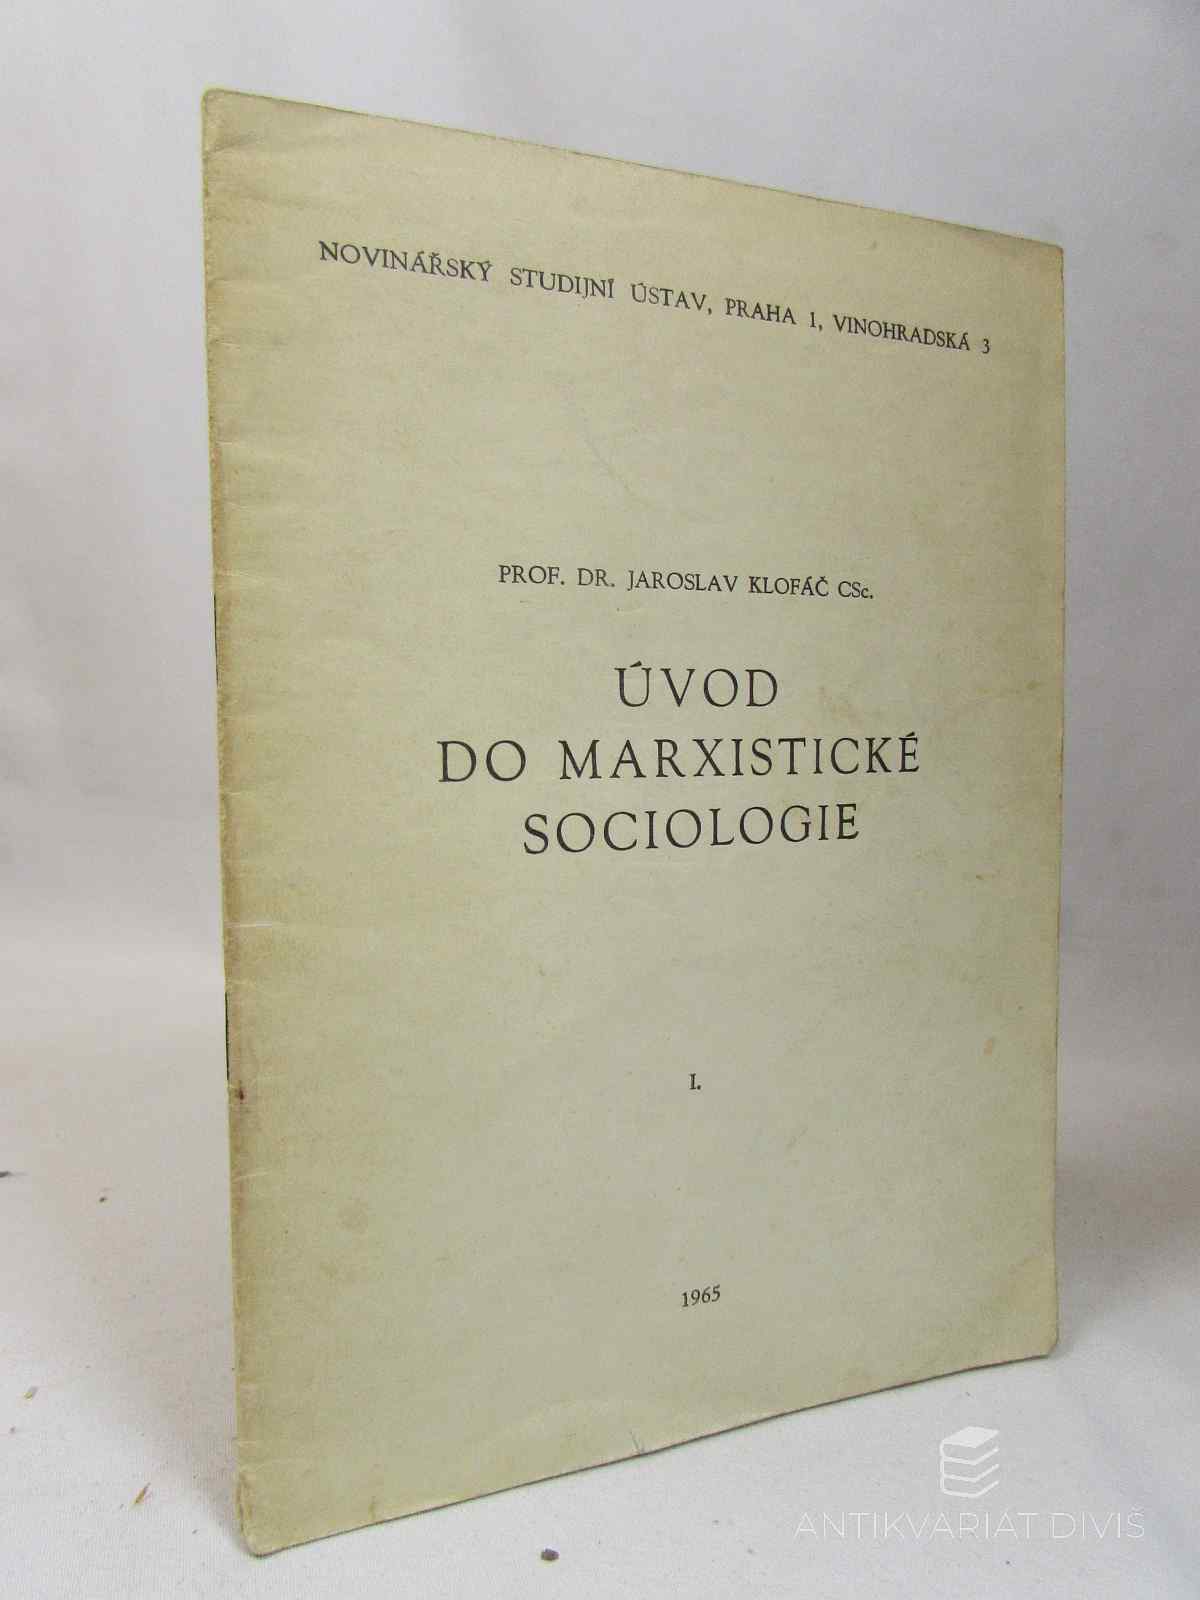 NOVINÁŘSKÝ STUDIJNÍ ÚSTAV, PRAHA 1, VINOHRADSKÁ 3
PROF. DR. JAROSLAV KLOFÁČ CSc.
ÚVOD
DO MARXISTICKÉ
SOCIOLOGIE
I.
1965
ANTIKVARIÁT DIVIŠ